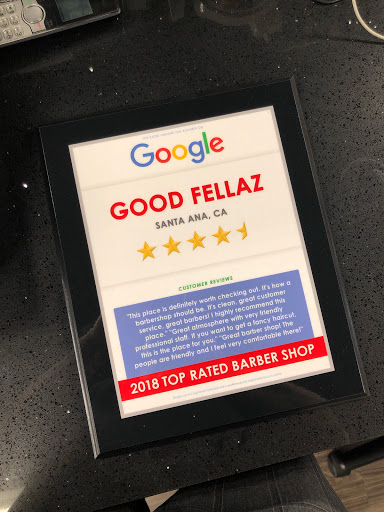 Google
GOOD FELLAZ
SANTA ANA, CA
CUSTOMER REVIEWS
"This place is definitely worth checking out. It's how a
barbershop should be. It's clean, great customer
service, great barbers! I highly recommend this
place." "Great atmosphere with very friendly
professional staff. If you want to get a fancy haircut,
this is the place for you." "Great barber shop! The
people are friendly and I feel very comfortable there!"
2018 TOP RATED BARBER SHOP